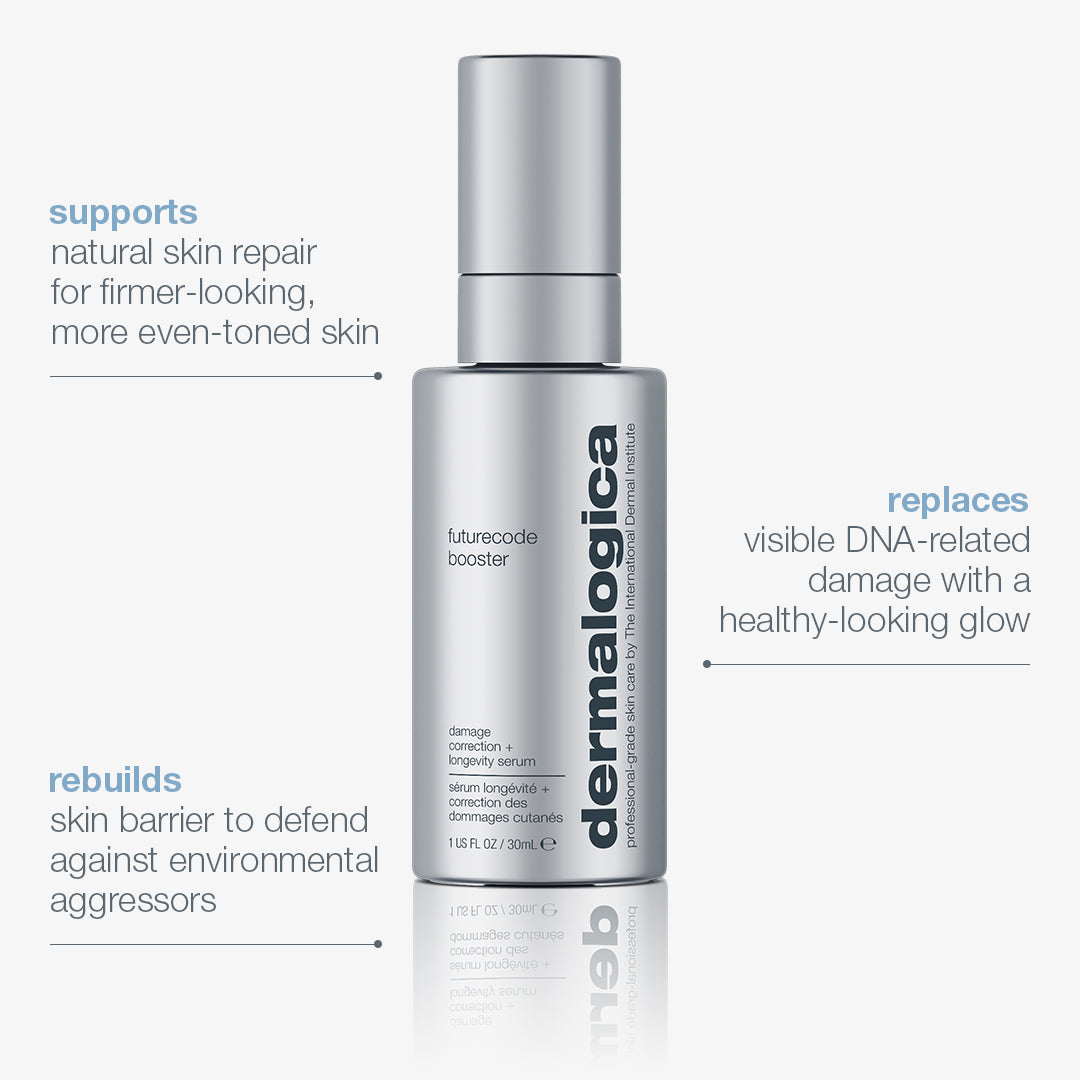 supports
natural skin repair
for firmer-looking,
more even-toned skin
replaces
visible DNA-related
damage with a
healthy-looking glow
rebuilds
skin barrier to defend
against environmental
aggressors
futurecode
booster
damage
correction +
longevity serum
sérum longévité +
correction des
dommages cutanés
1 US FL OZ / 30mL ℮
dermalogica
professional-grade skin care by The International Dermal Institute